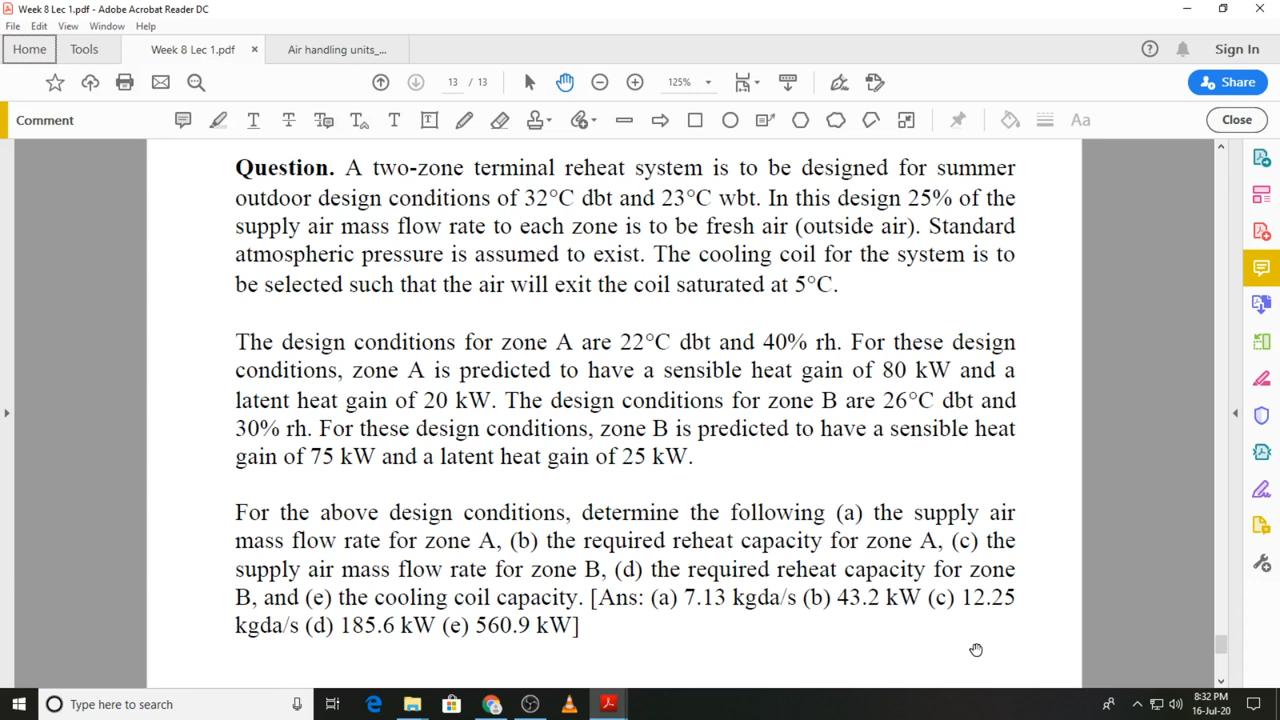 Week 8 Lec 1.pdf - Adobe Acrobat Reader DC
File Edit View Window Help
Home Tools Week 8 Lec 1.pdf × Air handling units_... Sign In
13 / 13 125% Share
Comment Close
Question. A two-zone terminal reheat system is to be designed for summer
outdoor design conditions of 32°C dbt and 23°C wbt. In this design 25% of the
supply air mass flow rate to each zone is to be fresh air (outside air). Standard
atmospheric pressure is assumed to exist. The cooling coil for the system is to
be selected such that the air will exit the coil saturated at 5°C.
The design conditions for zone A are 22°C dbt and 40% rh. For these design
conditions, zone A is predicted to have a sensible heat gain of 80 kW and a
latent heat gain of 20 kW. The design conditions for zone B are 26°C dbt and
30% rh. For these design conditions, zone B is predicted to have a sensible heat
gain of 75 kW and a latent heat gain of 25 kW.
For the above design conditions, determine the following (a) the supply air
mass flow rate for zone A, (b) the required reheat capacity for zone A, (c) the
supply air mass flow rate for zone B, (d) the required reheat capacity for zone
B, and (e) the cooling coil capacity. [Ans: (a) 7.13 kgda/s (b) 43.2 kW (c) 12.25
kgda/s (d) 185.6 kW (e) 560.9 kW]
Type here to search
8:32 PM
16-Jul-20